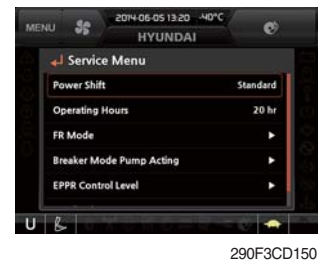 MENU
2014-06-05 13:20 -40°C
HYUNDAI
Service Menu
Power Shift Standard
Operating Hours 20 hr
FR Mode
Breaker Mode Pump Acting
EPPR Control Level
U
290F3CD150